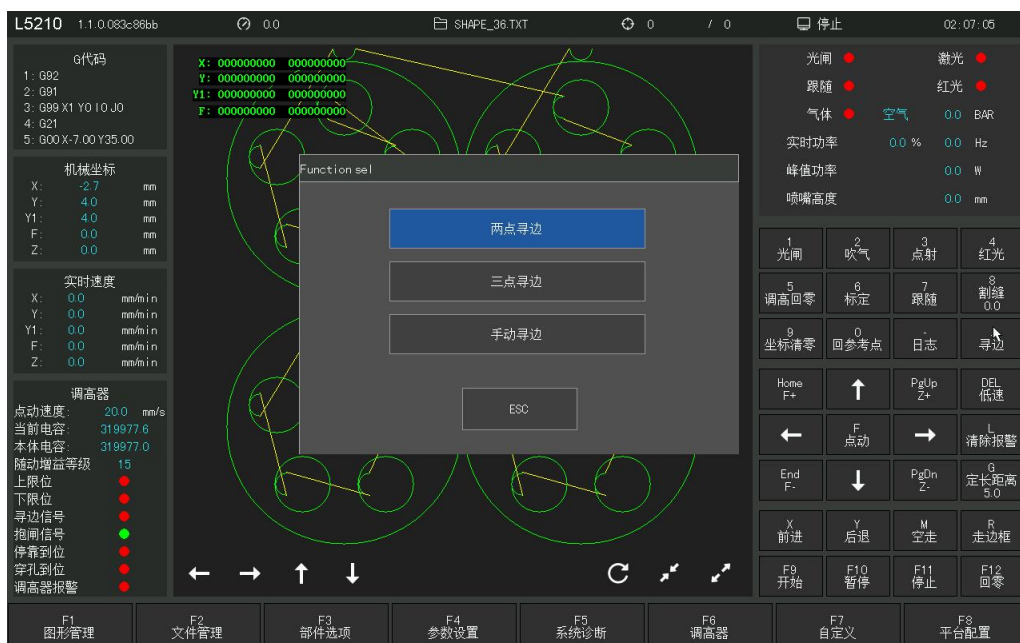 L5210 1.1.0.083c86bb 0.0 SHAPE_36.TXT 0 / 0 停止 02:07:05
G代码
1: G92
2: G91
3: G99 X1 Y0 I0 J0
4: G21
5: G00 X-7.00 Y35.00
机械坐标
X: -2.7 mm
Y: 4.0 mm
Y1: 4.0 mm
F: 0.0 mm
Z: 0.0 mm
实时速度
X: 0.0 mm/min
Y: 0.0 mm/min
Y1: 0.0 mm/min
F: 0.0 mm/min
Z: 0.0 mm/min
调高器
点动速度: 20.0 mm/s
当前电容: 319977.6
本体电容: 319977.0
随动增益等级 15
上限位
下限位
寻边信号
抱闸信号
停靠到位
穿孔到位
调高器报警
X: 000000000 000000000
Y: 000000000 000000000
Y1: 000000000 000000000
F: 000000000 000000000
Function sel
两点寻边
三点寻边
手动寻边
ESC
光闸 激光
跟随 红光
气体 空气 0.0 BAR
实时功率 0.0 % 0.0 Hz
峰值功率 0.0 W
喷嘴高度 0.0 mm
1 2 3 4
光闸 吹气 点射 红光
5 6 7 8
调高回零 标定 跟随 割缝
0.0
9 0 - 
坐标清零 回参考点 日志 寻边
Home PgUp DEL
F+ Z+ 低速
F L
点动 清除报警
End PgDn G
F- Z- 定长距离
5.0
X Y M R
前进 后退 空走 走边框
F9 F10 F11 F12
开始 暂停 停止 回零
F1 F2 F3 F4 F5 F6 F7 F8
图形管理 文件管理 部件选项 参数设置 系统诊断 调高器 自定义 平台配置